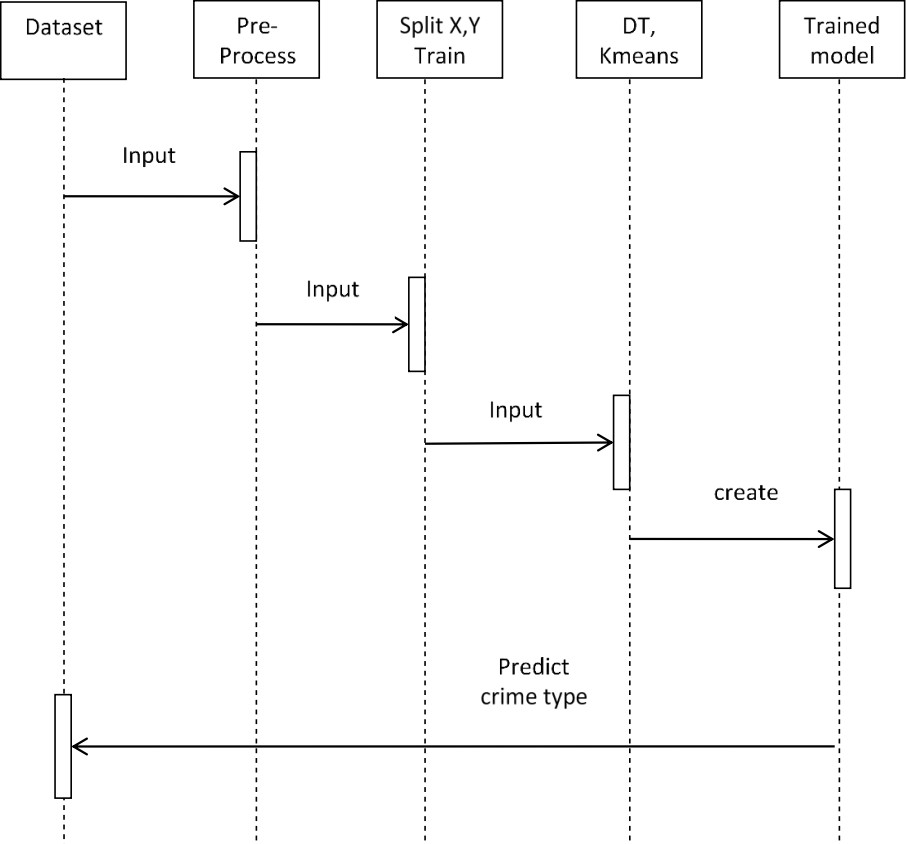 Dataset
Pre-
Process
Split X,Y
Train
DT,
Kmeans
Trained
model
Input
Input
Input
create
Predict
crime type